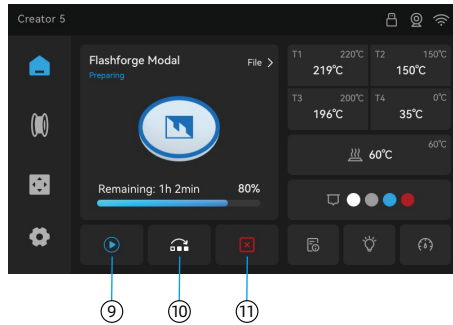 Creator 5
Flashforge Modal
File >
Preparing
Remaining: 1h 2min
80%
T1 220℃
219℃
T2 150℃
150℃
T3 200℃
196℃
T4 0℃
35℃
60℃
60℃
⑨
⑩
⑪